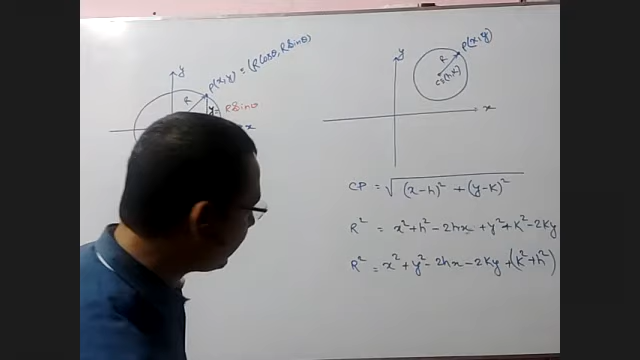 y
P(x,y) = (R Cosθ, R Sinθ)
R
y = R Sinθ
x
y
P(x,y)
R
x
CP = √(x-h)² + (y-k)²
R² = x² + h² - 2hx + y² + k² - 2ky
R² = x² + y² - 2hx - 2ky + (k² + h²)